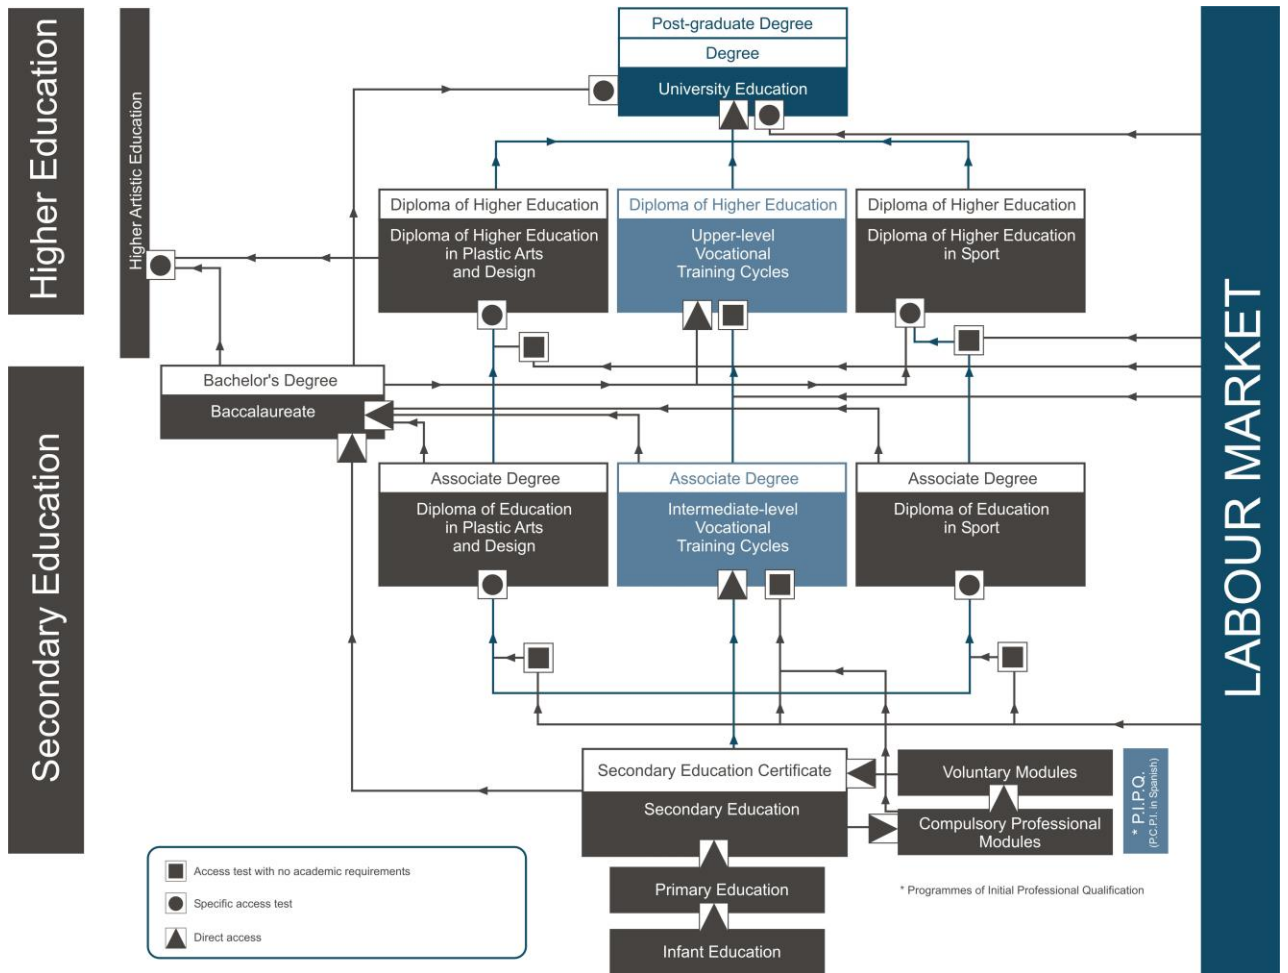 Higher Education
Higher Artistic Education
Post-graduate Degree
Degree
University Education
Diploma of Higher Education
Diploma of Higher Education
in Plastic Arts
and Design
Diploma of Higher Education
Upper-level
Vocational
Training Cycles
Diploma of Higher Education
Diploma of Higher Education
in Sport
LABOUR MARKET
Secondary Education
Bachelor's Degree
Baccalaureate
Associate Degree
Diploma of Education
in Plastic Arts
and Design
Associate Degree
Intermediate-level
Vocational
Training Cycles
Associate Degree
Diploma of Education
in Sport
Secondary Education Certificate
Secondary Education
Voluntary Modules
Compulsory Professional
Modules
* P.I.P.Q.
(P.C.P.I. in Spanish)
Primary Education
Infant Education
* Programmes of Initial Professional Qualification
Access test with no academic requirements
Specific access test
Direct access